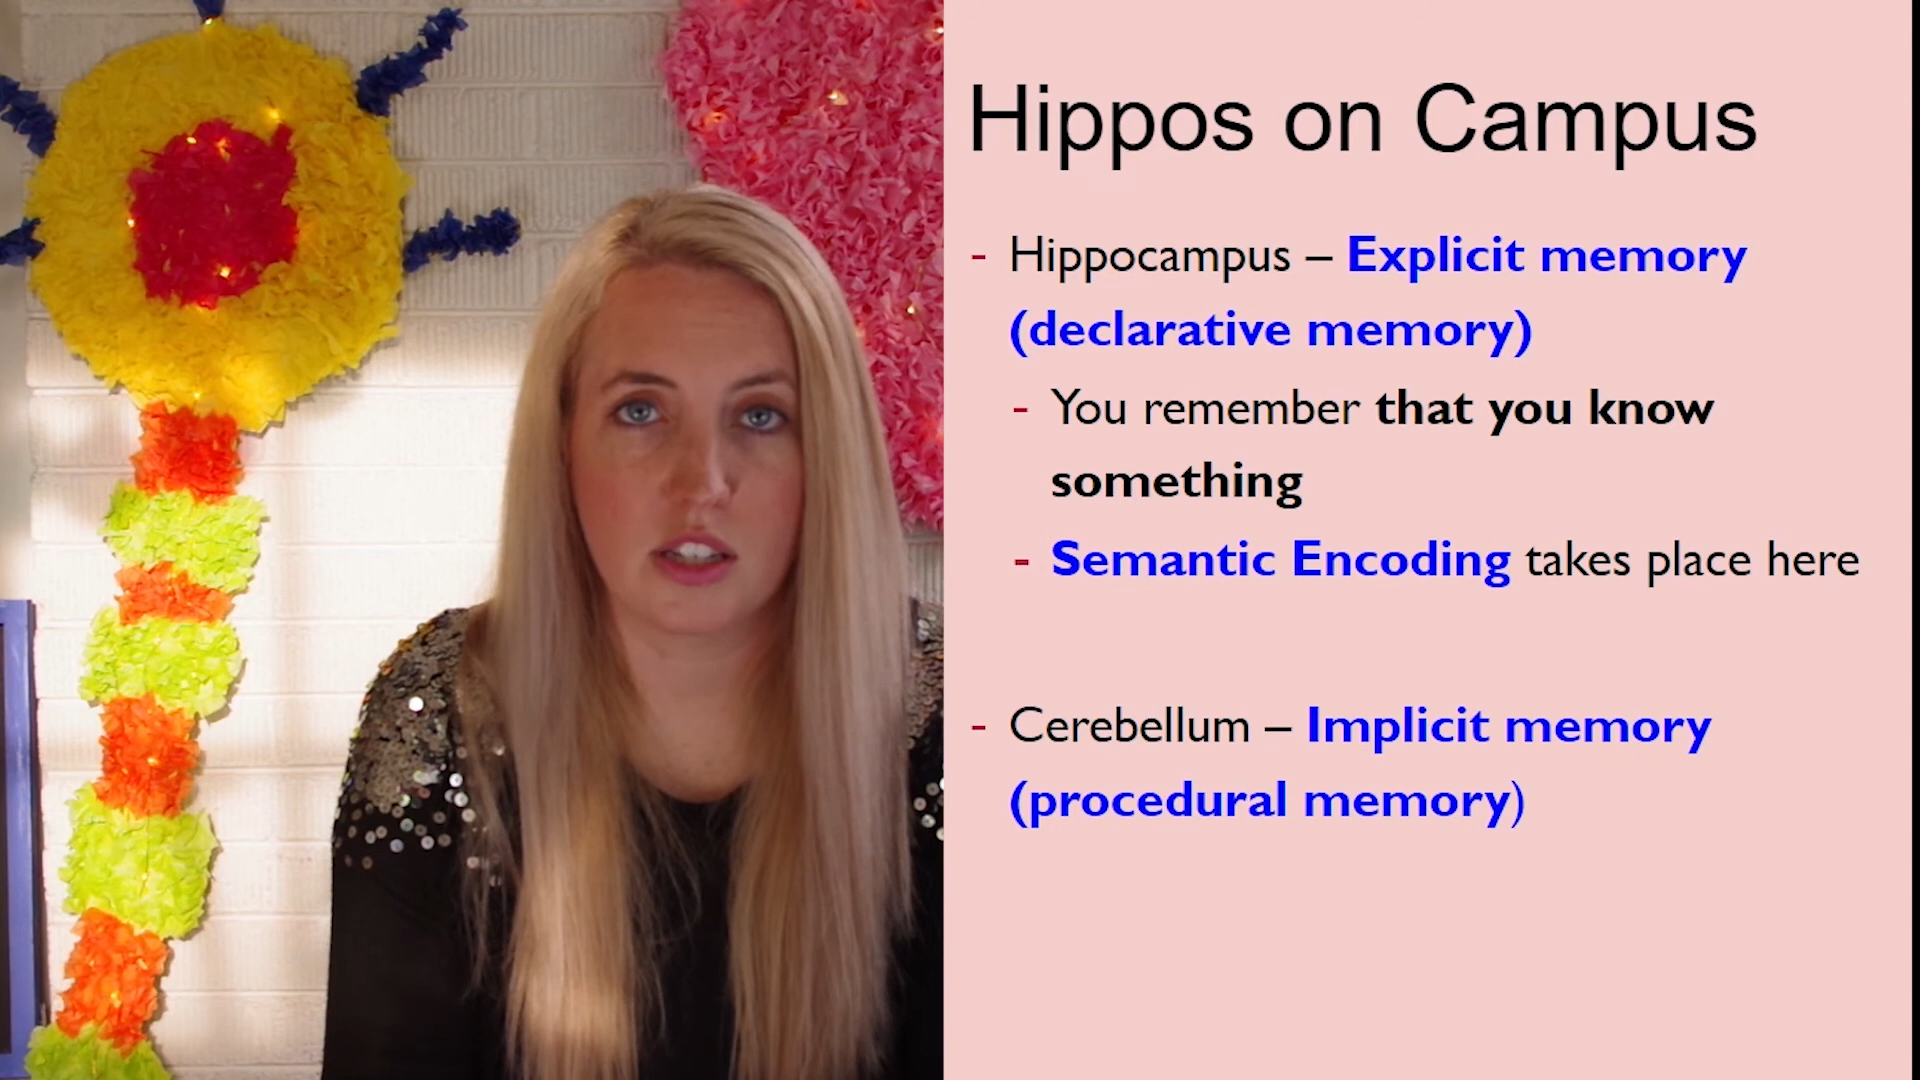 Hippos on Campus
- Hippocampus – Explicit memory
(declarative memory)
- You remember that you know
something
- Semantic Encoding takes place here
- Cerebellum – Implicit memory
(procedural memory)